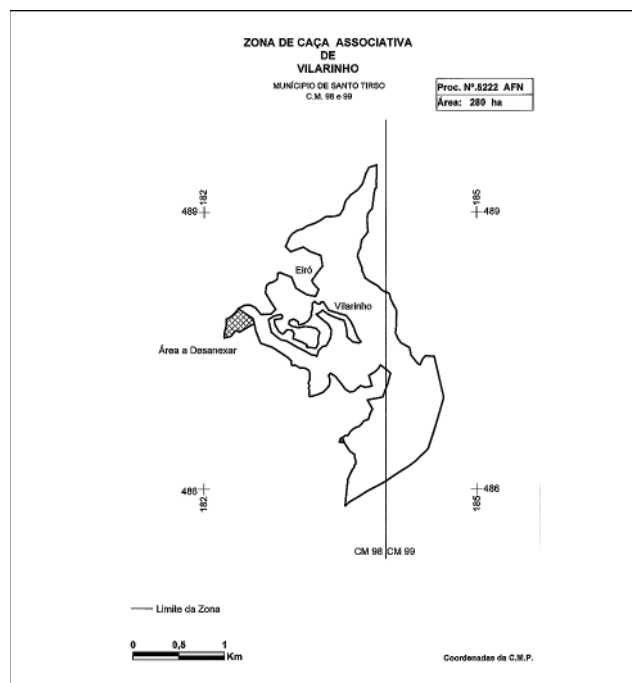 ZONA DE CAÇA ASSOCIATIVA
DE
VILARINHO
MUNÍCIPIO DE SANTO TIRSO
C.M. 98 e 99
Proc. Nº.5222 AFN
Área: 289 ha
182
489
185
489
Eiró
Vilarinho
Área a Desanexar
486
182
486
185
CM 98 CM 99
Limite da Zona
0 0,5 1
Km
Coordenadas da C.M.P.